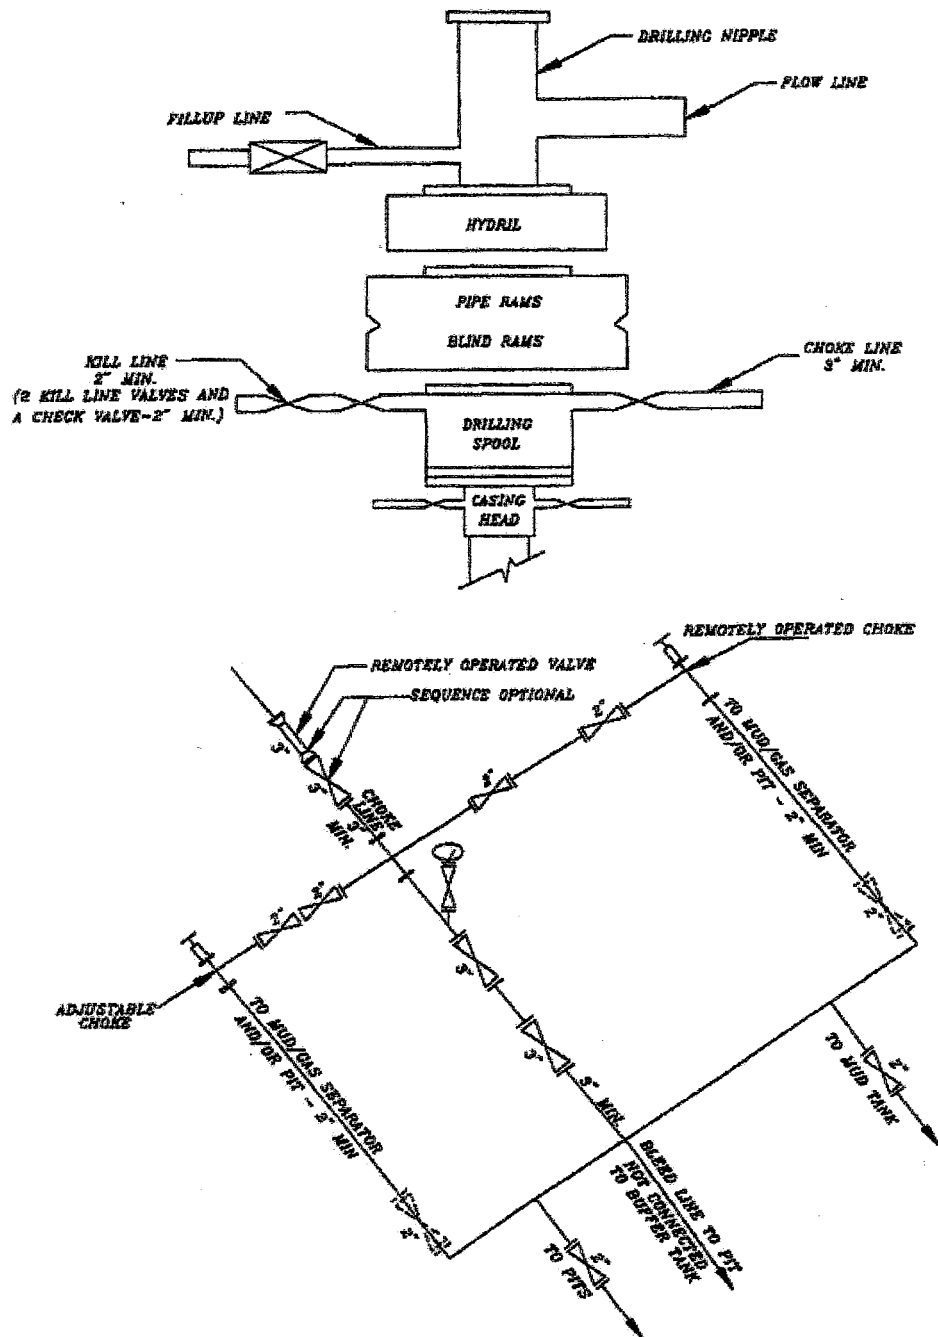 DRILLING NIPPLE
FLOW LINE
FILLUP LINE
HYDRIL
PIPE RAMS
BLIND RAMS
KILL LINE
2" MIN.
(2 KILL LINE VALVES AND
A CHECK VALVE-2" MIN.)
CHOKE LINE
3" MIN.
DRILLING
SPOOL
CASING
HEAD
REMOTELY OPERATED CHOKE
REMOTELY OPERATED VALVE
SEQUENCE OPTIONAL
3"
3"
CHOKE
LINE
3"
MIN.
2"
2"
TO MUD/GAS SEPARATOR
AND/OR PIT - 2" MIN
2"
2"
2"
3"
3"
3" MIN.
ADJUSTABLE
CHOKE
TO MUD/GAS SEPARATOR
AND/OR PIT - 2" MIN
2"
2"
TO MUD TANK
BLEED LINE TO PIT
NOT CONNECTED
TO BUFFER TANK
2"
TO PITS